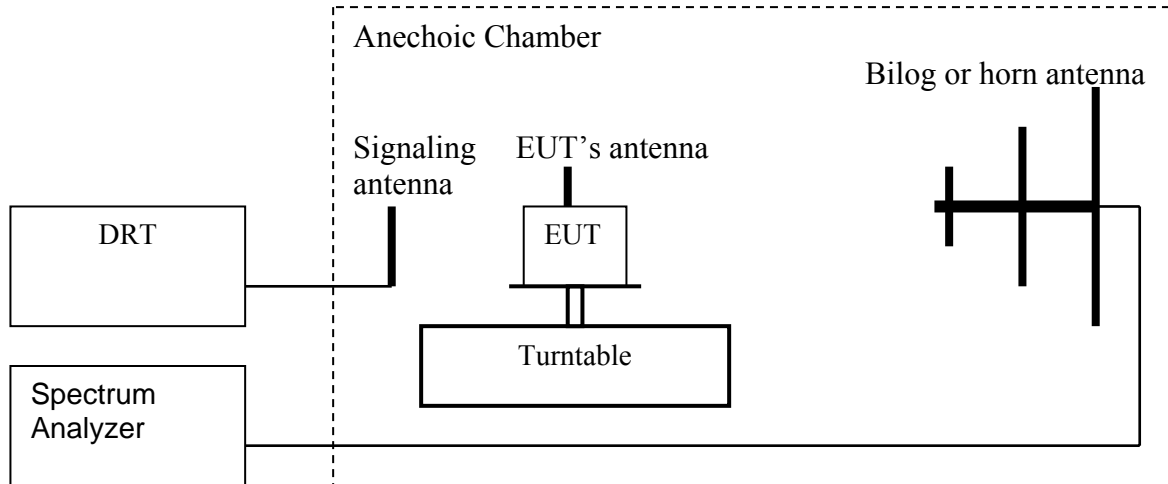 Anechoic Chamber
Bilog or horn antenna
Signaling
antenna
EUT’s antenna
DRT
EUT
Turntable
Spectrum
Analyzer